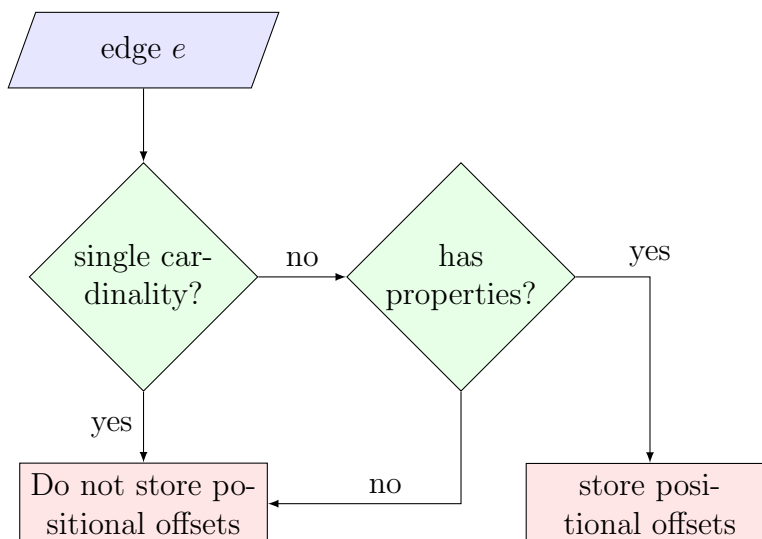 edge e
single car-
dinality?
no
has
properties?
yes
yes
Do not store po-
sitional offsets
no
store posi-
tional offsets